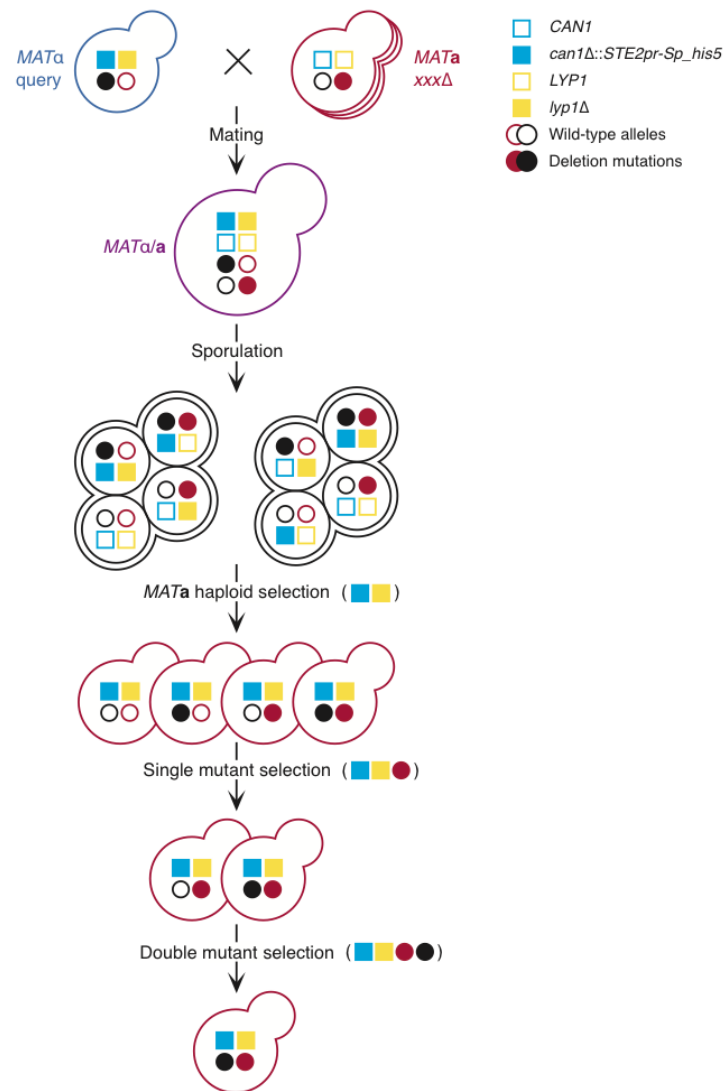 MATα
query
MATa
xxxΔ
CAN1
can1Δ::STE2pr-Sp_his5
LYP1
lyp1Δ
Wild-type alleles
Deletion mutations
Mating
MATα/a
Sporulation
MATa haploid selection ( )
Single mutant selection ( )
Double mutant selection ( )